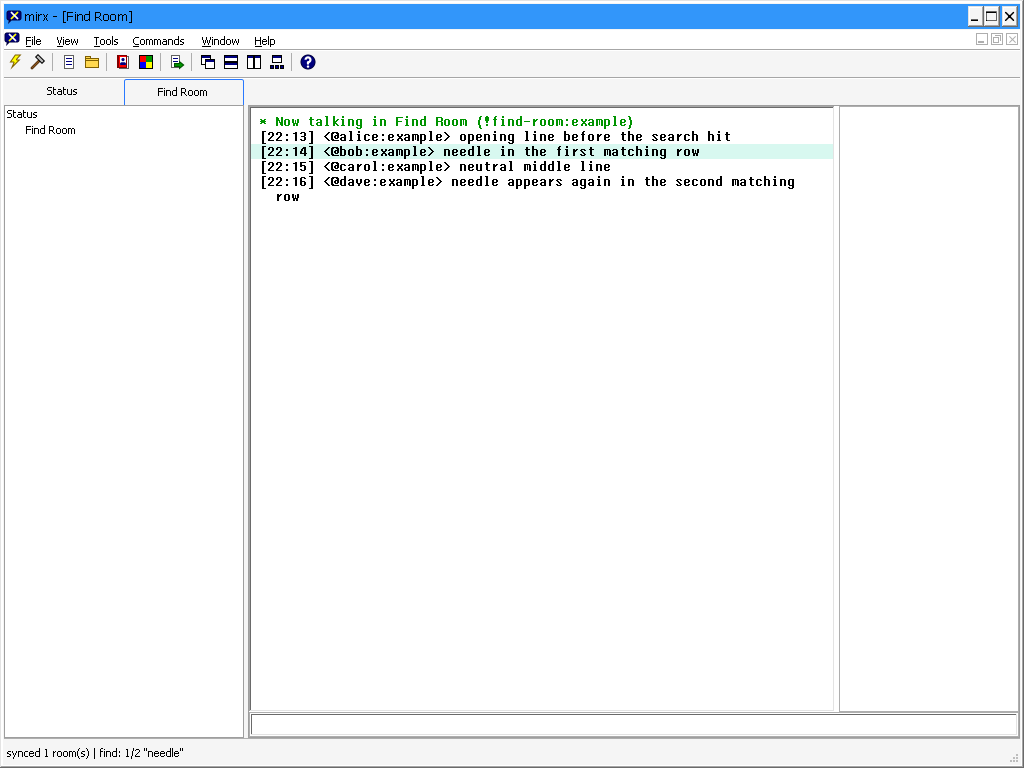 mirx - [Find Room]
File View Tools Commands Window Help
Status Find Room
Status
Find Room
* Now talking in Find Room (!find-room:example)
[22:13] <@alice:example> opening line before the search hit
[22:14] <@bob:example> needle in the first matching row
[22:15] <@carol:example> neutral middle line
[22:16] <@dave:example> needle appears again in the second matching
row
synced 1 room(s) | find: 1/2 "needle"